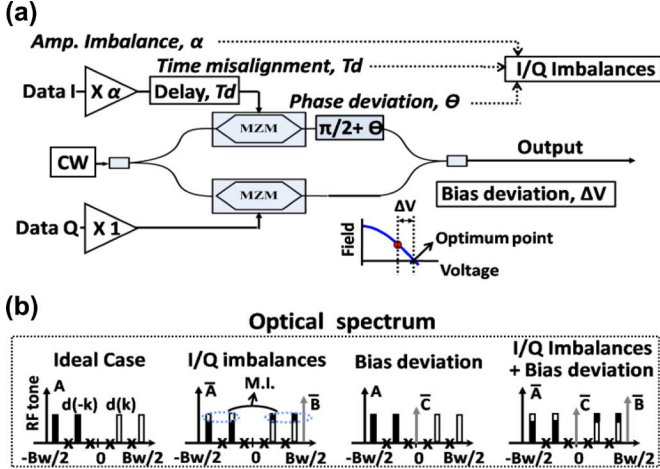 (a)
Amp. Imbalance, α
I/Q Imbalances
Time misalignment, Td
Data I
X α
Delay, Td
Phase deviation, Θ
MZM
π/2+ Θ
CW
Output
MZM
Bias deviation, ΔV
Data Q
X 1
ΔV
Field
Optimum point
Voltage
(b)
Optical spectrum
Ideal Case
I/Q imbalances
Bias deviation
I/Q Imbalances
+ Bias deviation
RF tone
A
d(-k)
d(k)
-Bw/2
0
Bw/2
A̅
M.I.
B̅
-Bw/2
0
Bw/2
A
C̅
-Bw/2
0
Bw/2
A̅
C̅
B̅
-Bw/2
0
Bw/2